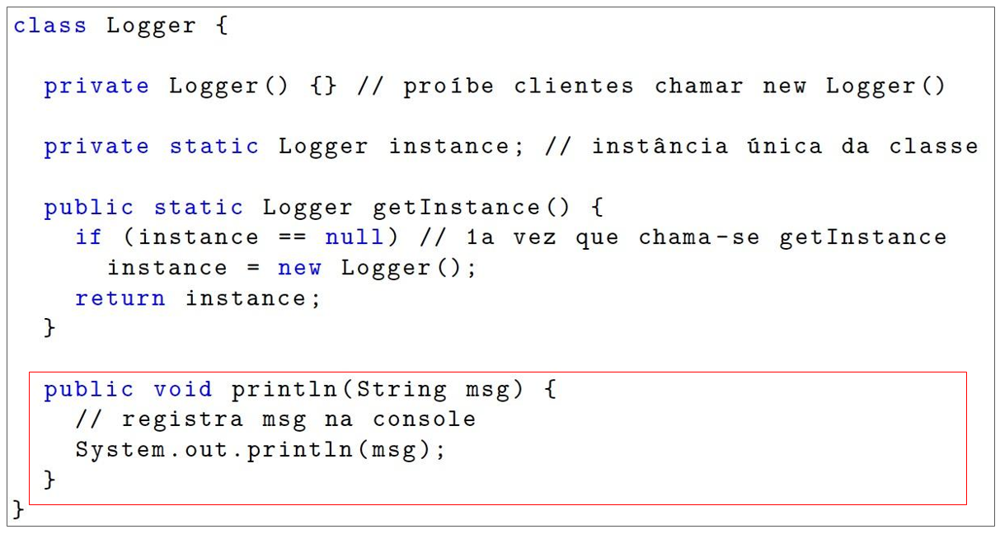 class Logger {
private Logger() {} // proíbe clientes chamar new Logger()
private static Logger instance; // instância única da classe
public static Logger getInstance() {
if (instance == null) // 1a vez que chama-se getInstance
instance = new Logger();
return instance;
}
public void println(String msg) {
// registra msg na console
System.out.println(msg);
}
}